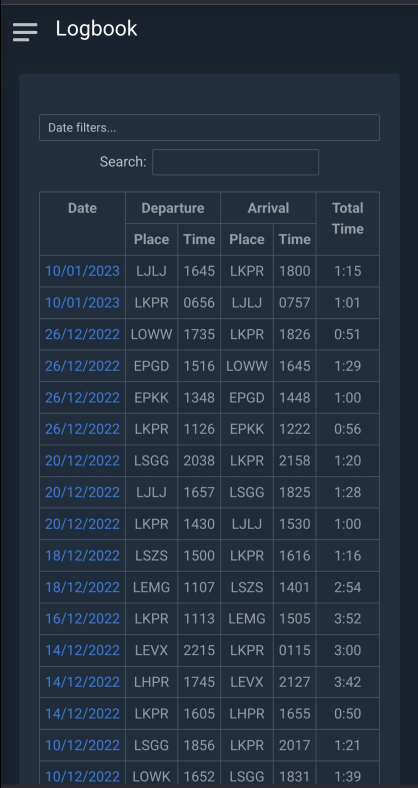 Logbook
Date filters...
Search:
Date Departure Arrival Total Time
Place Time Place Time
10/01/2023 LJLJ 1645 LKPR 1800 1:15
10/01/2023 LKPR 0656 LJLJ 0757 1:01
26/12/2022 LOWW 1735 LKPR 1826 0:51
26/12/2022 EPGD 1516 LOWW 1645 1:29
26/12/2022 EPKK 1348 EPGD 1448 1:00
26/12/2022 LKPR 1126 EPKK 1222 0:56
20/12/2022 LSGG 2038 LKPR 2158 1:20
20/12/2022 LJLJ 1657 LSGG 1825 1:28
20/12/2022 LKPR 1430 LJLJ 1530 1:00
18/12/2022 LSZS 1500 LKPR 1616 1:16
18/12/2022 LEMG 1107 LSZS 1401 2:54
16/12/2022 LKPR 1113 LEMG 1505 3:52
14/12/2022 LEVX 2215 LKPR 0115 3:00
14/12/2022 LHPR 1745 LEVX 2127 3:42
14/12/2022 LKPR 1605 LHPR 1655 0:50
10/12/2022 LSGG 1856 LKPR 2017 1:21
10/12/2022 LOWK 1652 LSGG 1831 1:39